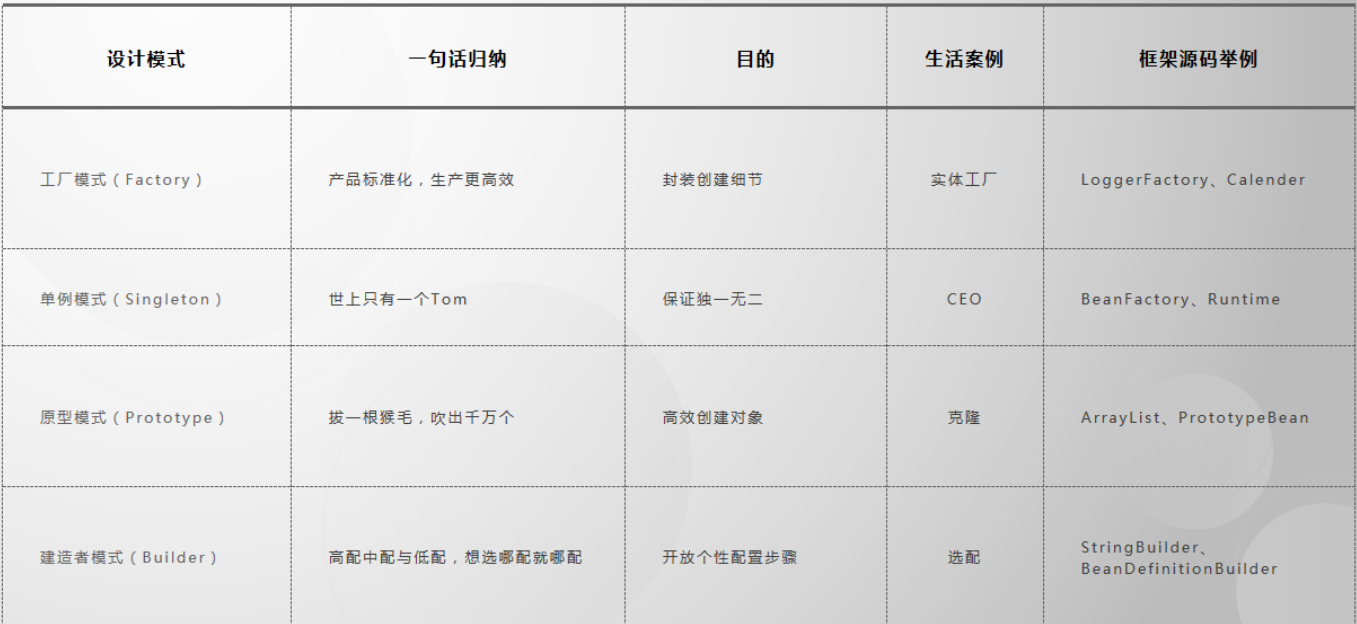 设计模式 一句话归纳 目的 生活案例 框架源码举例
工厂模式（Factory） 产品标准化，生产更高效 封装创建细节 实体工厂 LoggerFactory、Calender
单例模式（Singleton） 世上只有一个Tom 保证独一无二 CEO BeanFactory、Runtime
原型模式（Prototype） 拔一根猴毛，吹出千万个 高效创建对象 克隆 ArrayList、PrototypeBean
建造者模式（Builder） 高配中配与低配，想选哪配就哪配 开放个性配置步骤 选配 StringBuilder、
BeanDefinitionBuilder